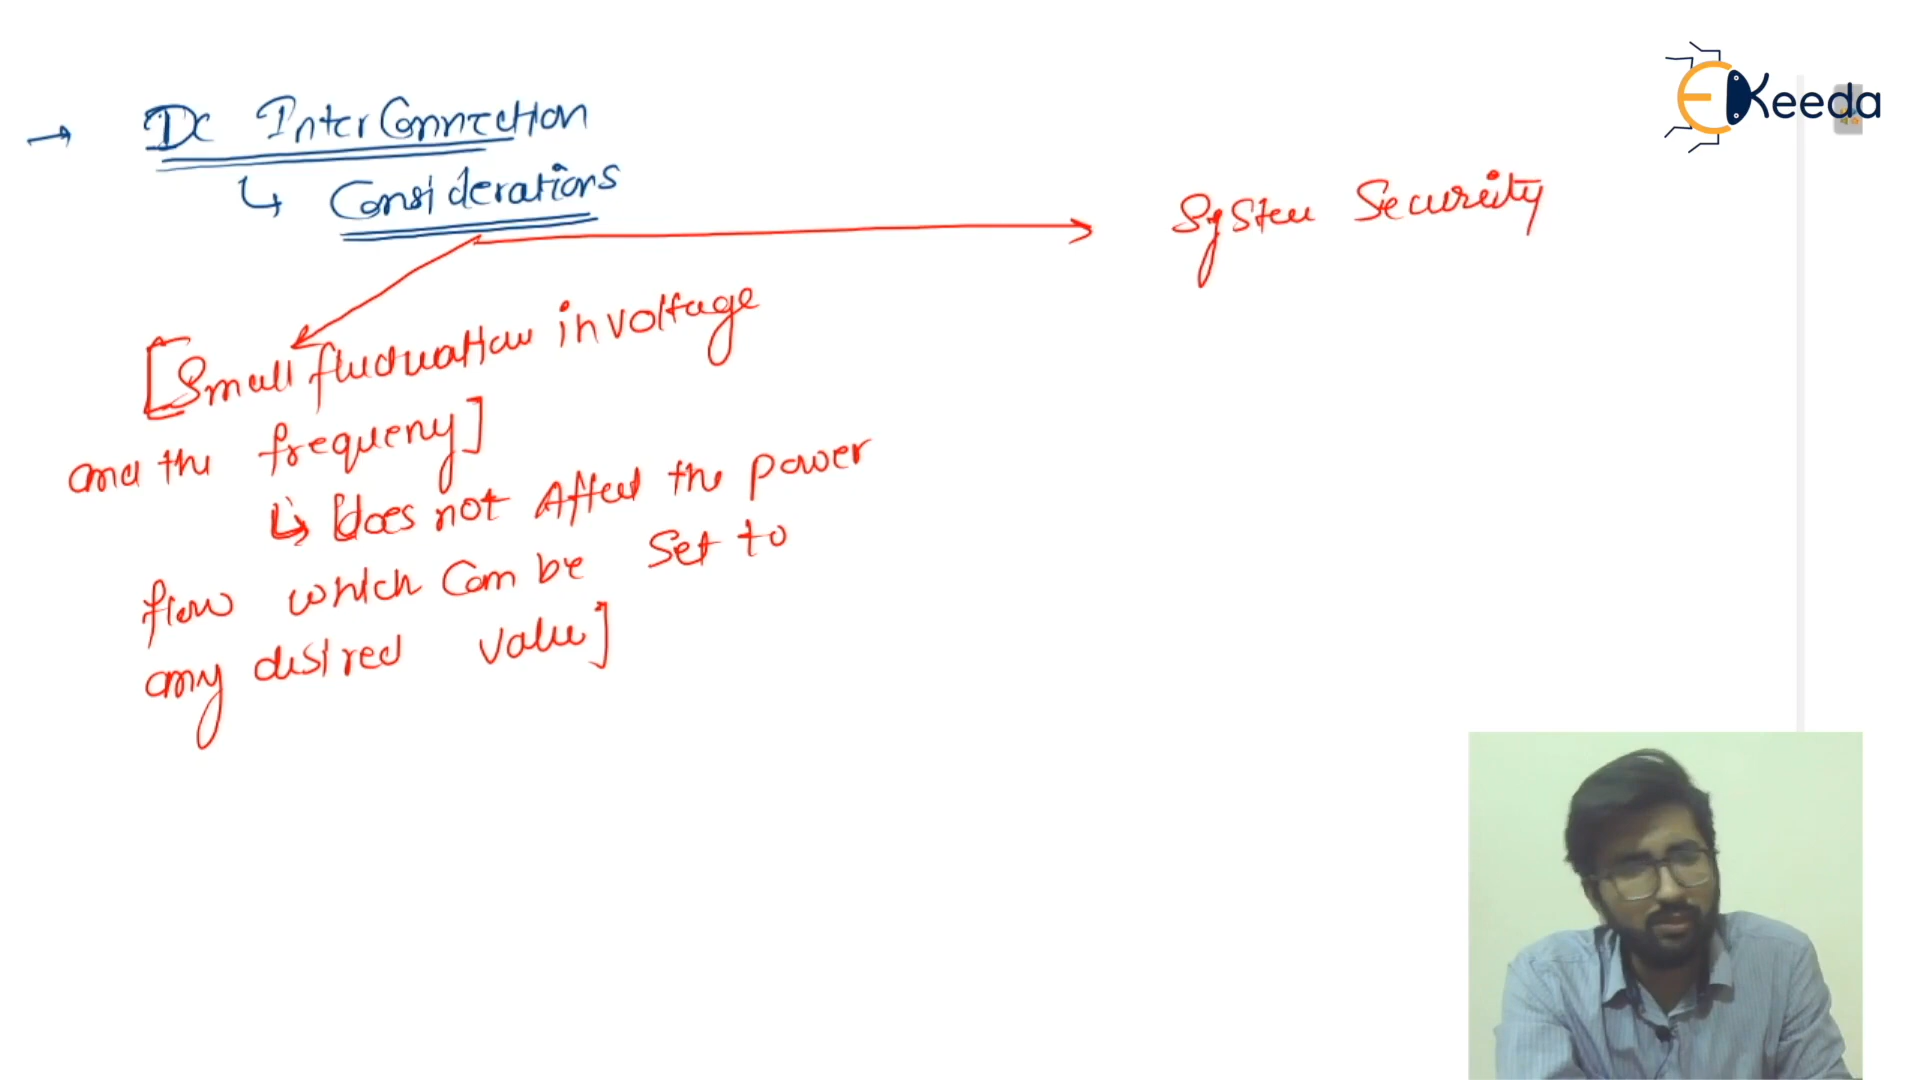 EKeeda
→ DC InterConnection
↳ Considerations
System Security
[Small fluctuation in voltage
and the frequeny]
↳ [does not Affect the power
flow which Can be Set to
any desired value]